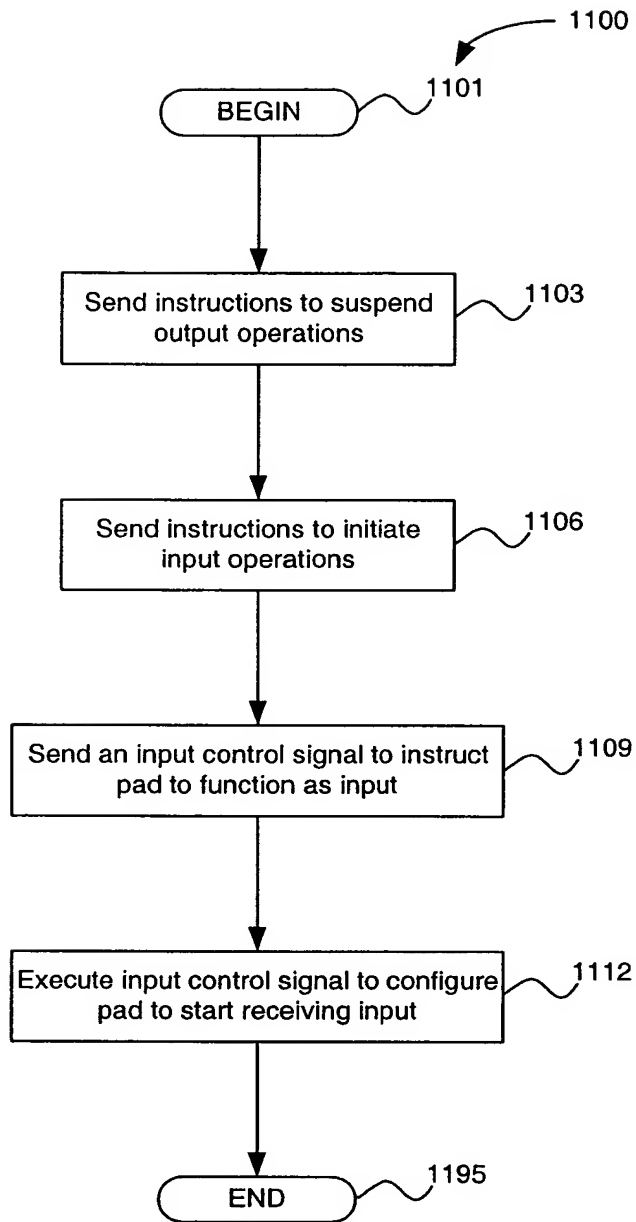 1100
1101
BEGIN
Send instructions to suspend
output operations
1103
Send instructions to initiate
input operations
1106
Send an input control signal to instruct
pad to function as input
1109
Execute input control signal to configure
pad to start receiving input
1112
END
1195